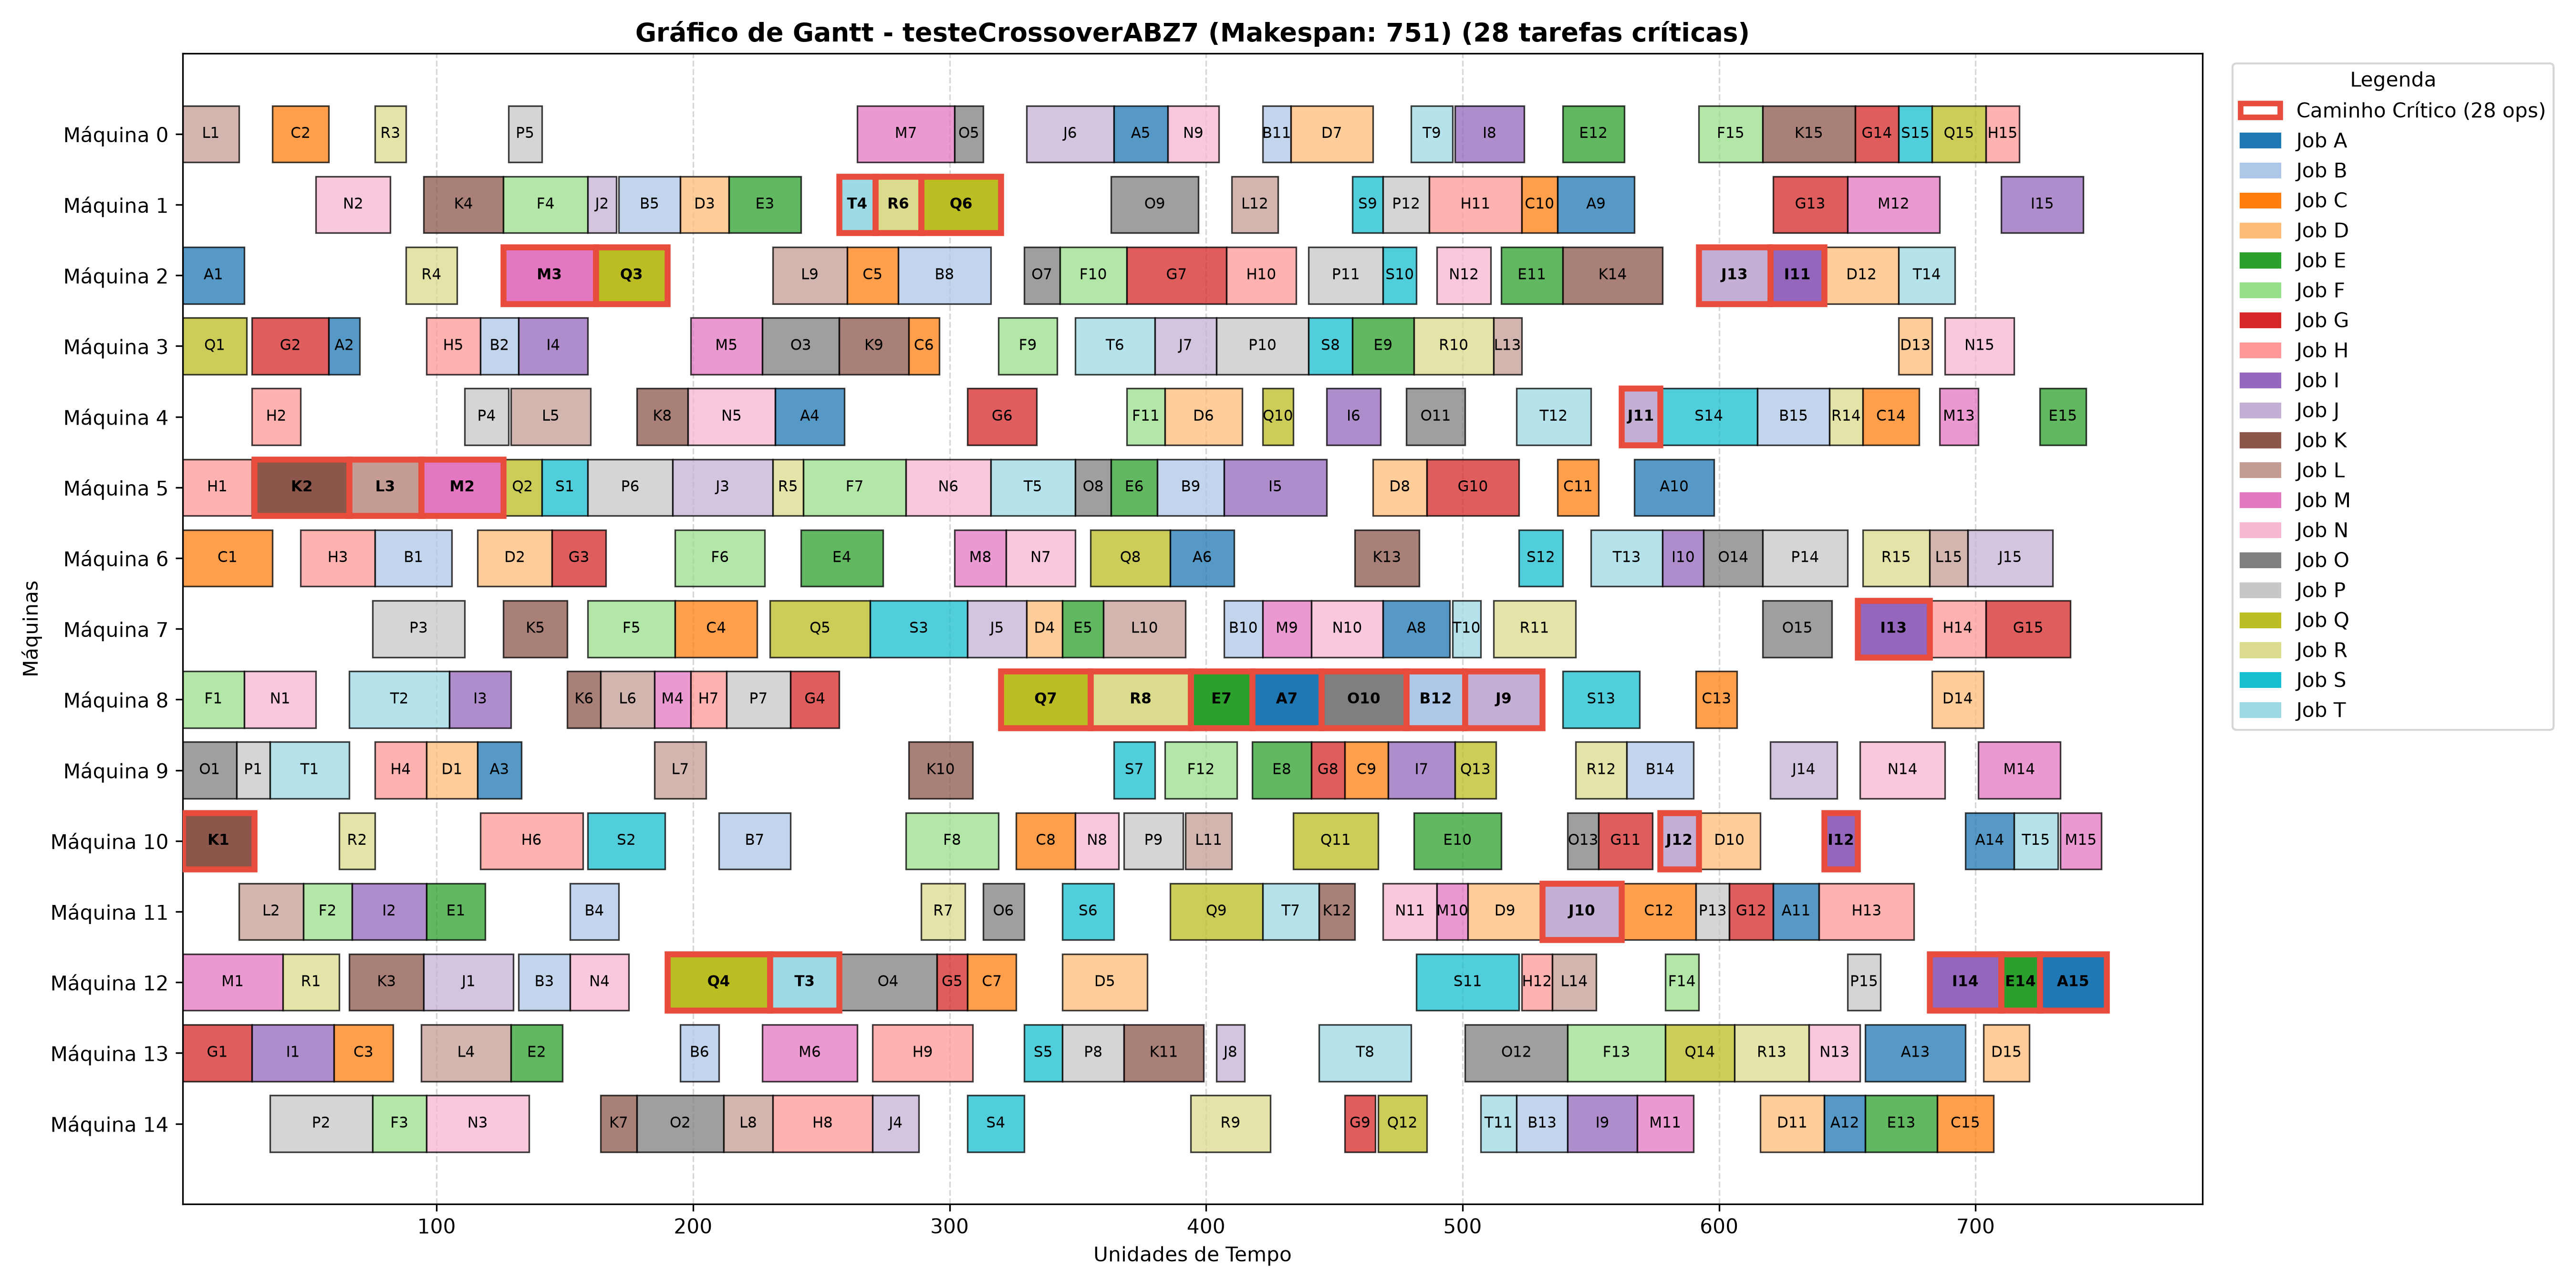 Gráfico de Gantt - testeCrossoverABZ7 (Makespan: 751) (28 tarefas críticas)
Máquina 0 L1 C2 R3 P5 M7 O5 J6 A5 N9 B11 D7 T9 I8 E12 F15 K15 G14 S15 Q15 H15
Máquina 1 N2 K4 F4 J2 B5 D3 E3 T4 R6 Q6 O9 L12 S9 P12 H11 C10 A9 G13 M12 I15
Máquina 2 A1 R4 M3 Q3 L9 C5 B8 O7 F10 G7 H10 P11 S10 N12 E11 K14 J13 I11 D12 T14
Máquina 3 Q1 G2 A2 H5 B2 I4 M5 O3 K9 C6 F9 T6 J7 P10 S8 E9 R10 L13 D13 N15
Máquina 4 H2 P4 L5 K8 N5 A4 G6 F11 D6 Q10 I6 O11 T12 J11 S14 B15 R14 C14 M13 E15
Máquina 5 H1 K2 L3 M2 Q2 S1 P6 J3 R5 F7 N6 T5 O8 E6 B9 I5 D8 G10 C11 A10
Máquina 6 C1 H3 B1 D2 G3 F6 E4 M8 N7 Q8 A6 K13 S12 T13 I10 O14 P14 R15 L15 J15
Máquina 7 P3 K5 F5 C4 Q5 S3 J5 D4 E5 L10 B10 M9 N10 A8 T10 R11 O15 I13 H14 G15
Máquina 8 F1 N1 T2 I3 K6 L6 M4 H7 P7 G4 Q7 R8 E7 A7 O10 B12 J9 S13 C13 D14
Máquina 9 O1 P1 T1 H4 D1 A3 L7 K10 S7 F12 E8 G8 C9 I7 Q13 R12 B14 J14 N14 M14
Máquina 10 K1 R2 H6 S2 B7 F8 C8 N8 P9 L11 Q11 E10 O13 G11 J12 D10 I12 A14 T15 M15
Máquina 11 L2 F2 I2 E1 B4 R7 O6 S6 Q9 T7 K12 N11 M10 D9 J10 C12 P13 G12 A11 H13
Máquina 12 M1 R1 K3 J1 B3 N4 Q4 T3 O4 G5 C7 D5 S11 H12 L14 F14 P15 I14 E14 A15
Máquina 13 G1 I1 C3 L4 E2 B6 M6 H9 S5 P8 K11 J8 T8 O12 F13 Q14 R13 N13 A13 D15
Máquina 14 P2 F3 N3 K7 O2 L8 H8 J4 S4 R9 G9 Q12 T11 B13 I9 M11 D11 A12 E13 C15
100 200 300 400 500 600 700
Unidades de Tempo
Máquinas
Legenda
Caminho Crítico (28 ops)
Job A
Job B
Job C
Job D
Job E
Job F
Job G
Job H
Job I
Job J
Job K
Job L
Job M
Job N
Job O
Job P
Job Q
Job R
Job S
Job T